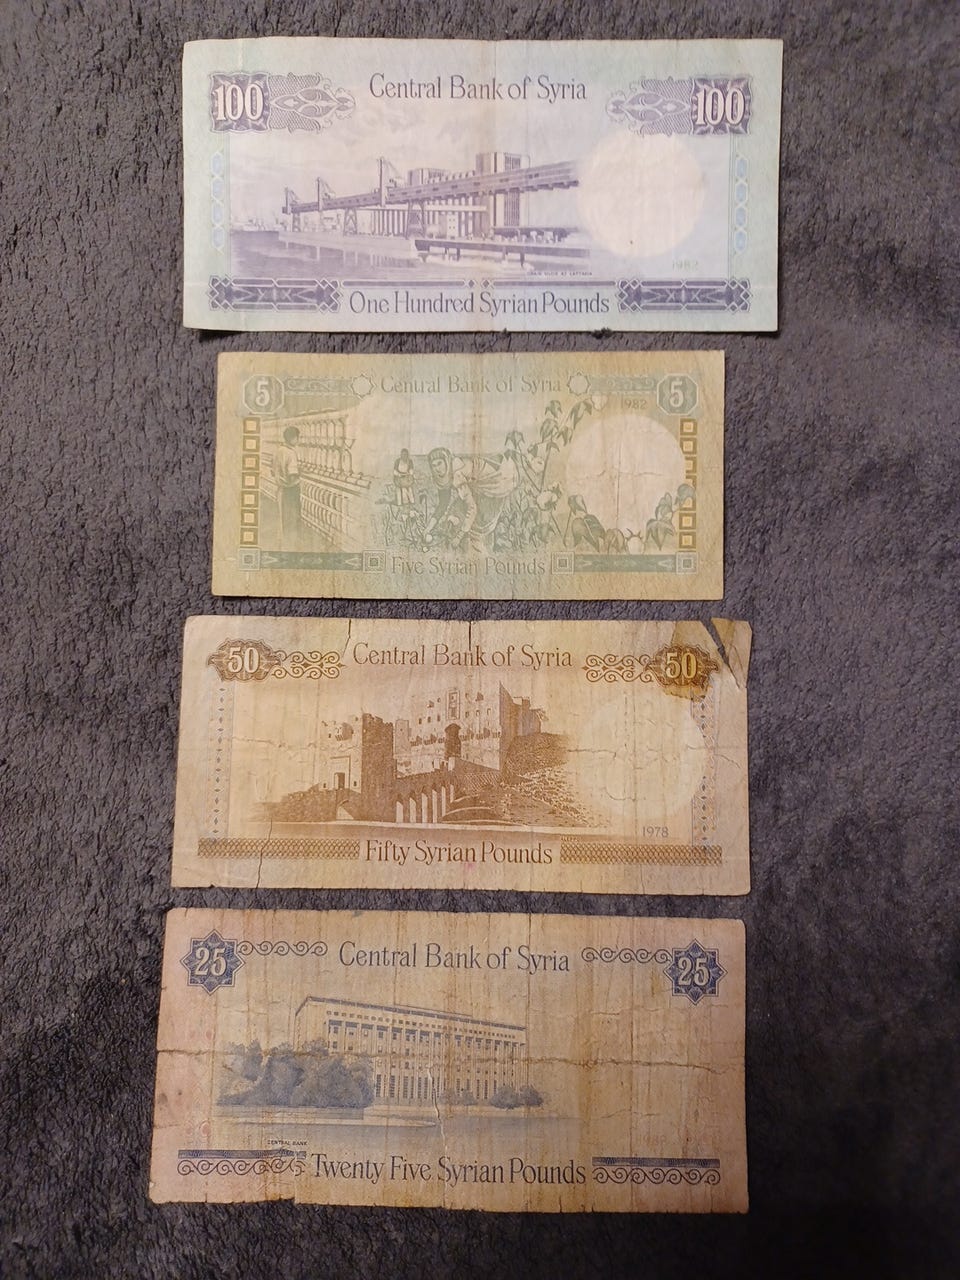 100
Central Bank of Syria
100
GRAIN SILOS AT LATTAKIA
1982
One Hundred Syrian Pounds
5
Central Bank of Syria
5
1982
Five Syrian Pounds
50
Central Bank of Syria
50
1978
ALEPPO
Fifty Syrian Pounds
25
Central Bank of Syria
25
CENTRAL BANK
Twenty Five Syrian Pounds